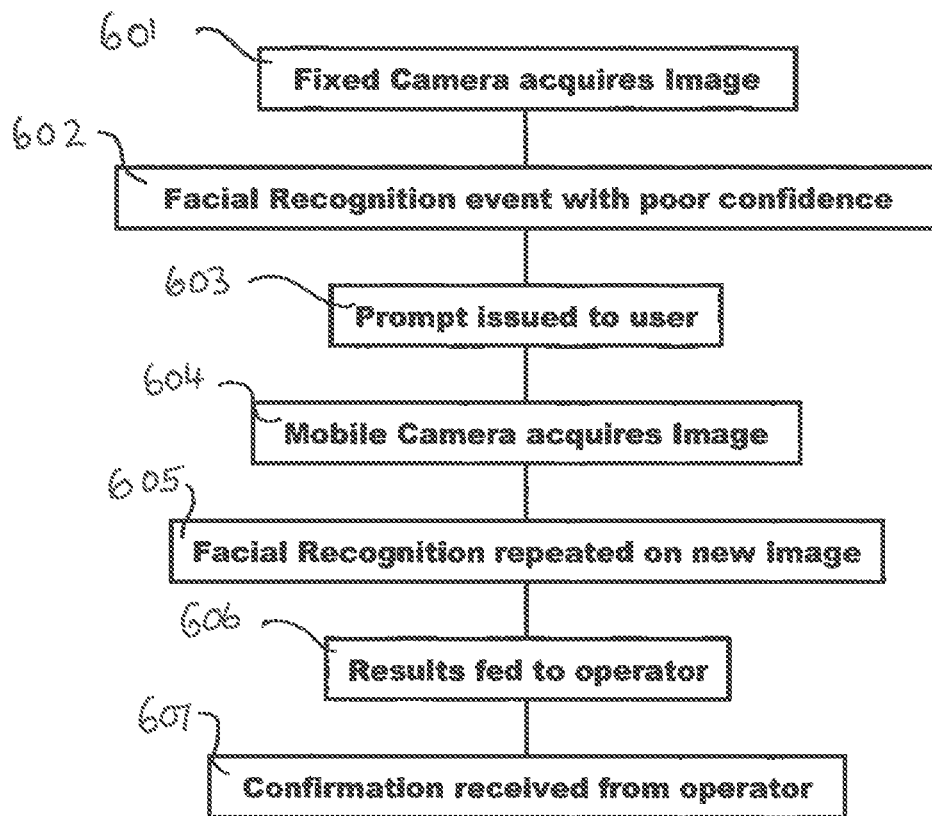 601
Fixed Camera acquires Image
602
Facial Recognition event with poor confidence
603
Prompt issued to user
604
Mobile Camera acquires Image
605
Facial Recognition repeated on new image
606
Results fed to operator
607
Confirmation received from operator